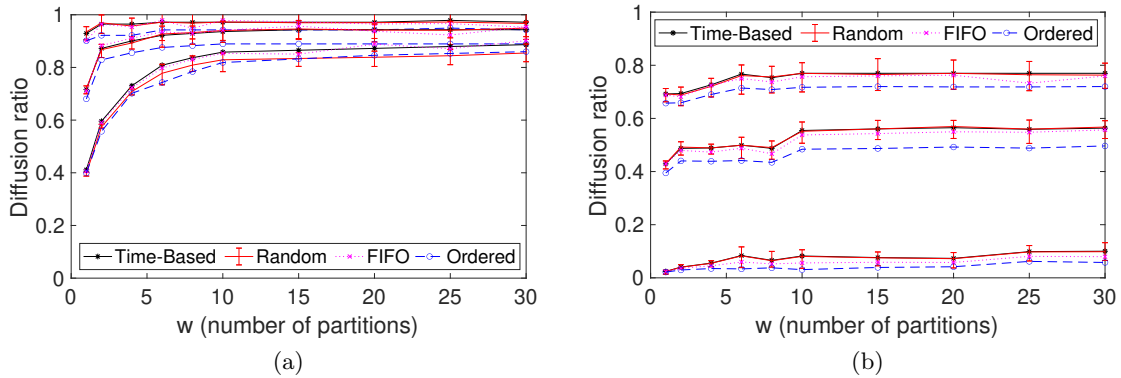 1
0.8
0.6
0.4
0.2
0
Diffusion ratio
Time-Based Random FIFO Ordered
0 5 10 15 20 25 30
w (number of partitions)
(a)
1
0.8
0.6
0.4
0.2
0
Diffusion ratio
Time-Based Random FIFO Ordered
0 5 10 15 20 25 30
w (number of partitions)
(b)